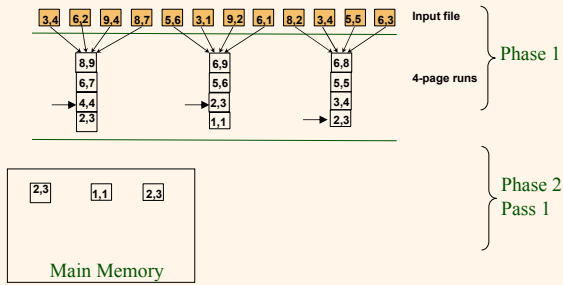 3,4 6,2 9,4 8,7 5,6 3,1 9,2 6,1 8,2 3,4 5,5 6,3 Input file
Phase 1
8,9 6,9 6,8
6,7 5,6 5,5 4-page runs
4,4 2,3 3,4
2,3 1,1 2,3
Phase 2
Pass 1
2,3 1,1 2,3
Main Memory